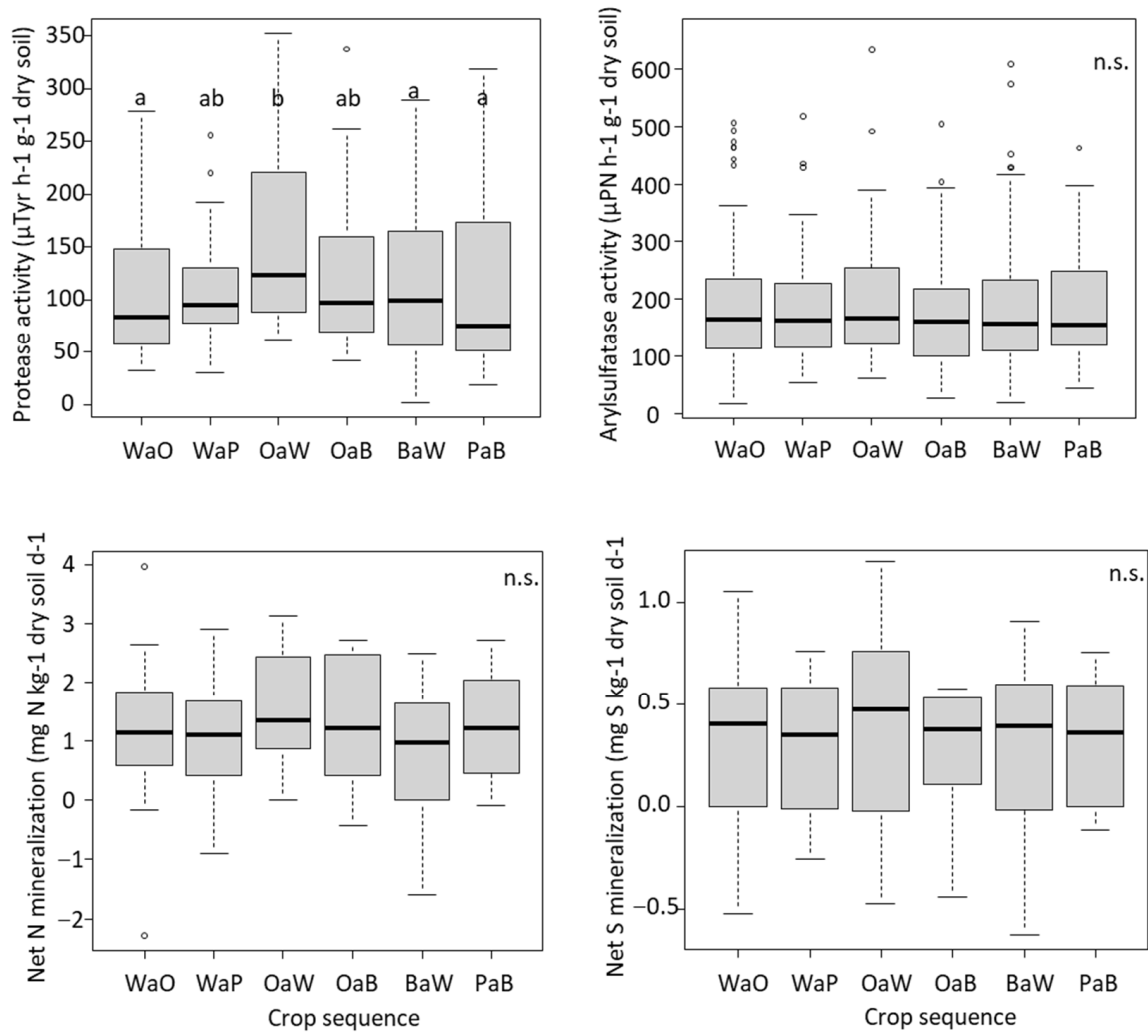 Protease activity (µTyr h-1 g-1 dry soil)
350
300
250
200
150
100
50
0
a
ab
b
ab
a
a
WaO
WaP
OaW
OaB
BaW
PaB
Arylsulfatase activity (µPN h-1 g-1 dry soil)
600
500
400
300
200
100
0
n.s.
WaO
WaP
OaW
OaB
BaW
PaB
Net N mineralization (mg N kg-1 dry soil d-1
4
3
2
1
0
−1
−2
n.s.
WaO
WaP
OaW
OaB
BaW
PaB
Crop sequence
Net S mineralization (mg S kg-1 dry soil d-1
1.0
0.5
0.0
−0.5
n.s.
WaO
WaP
OaW
OaB
BaW
PaB
Crop sequence